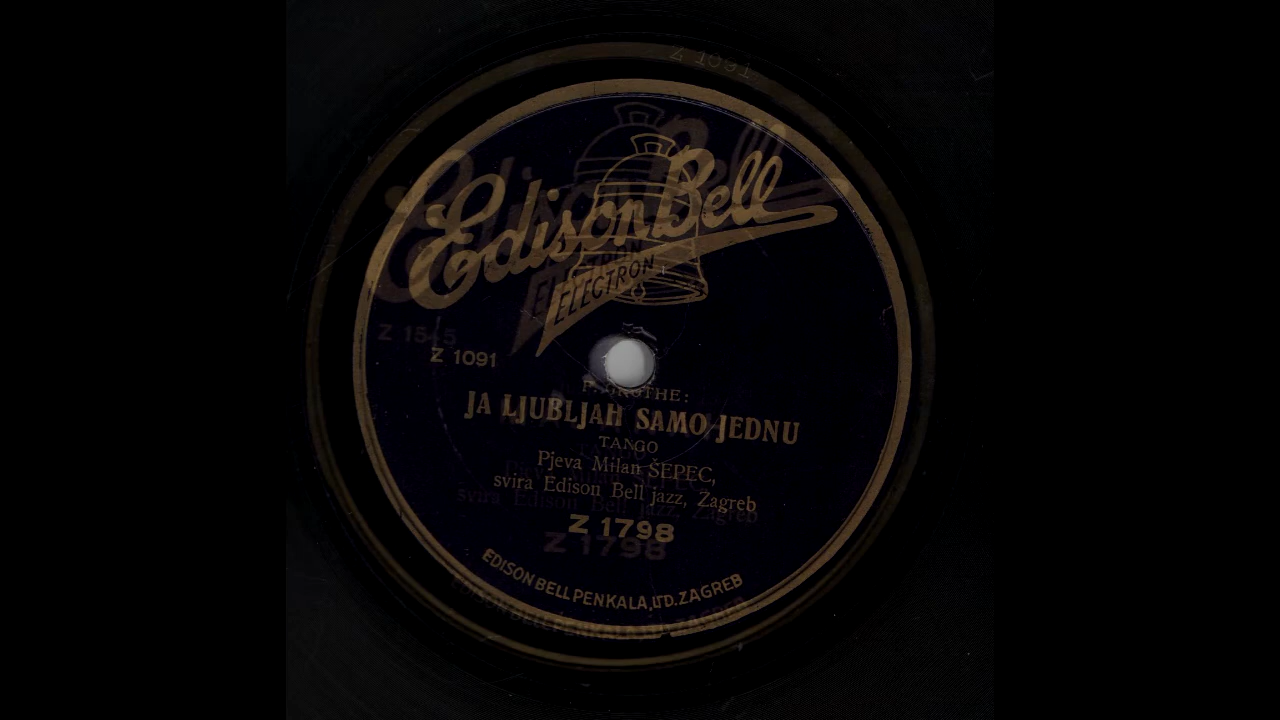 Z 1091
Edison Bell
ELECTRON
Z 1091
JA LJUBLJAH SAMO JEDNU
TANGO
Pjeva Milan ŠEPEC,
svira Edison Bell jazz, Zagreb
Z 1798
EDISON BELL PENKALA, LTD. ZAGREB